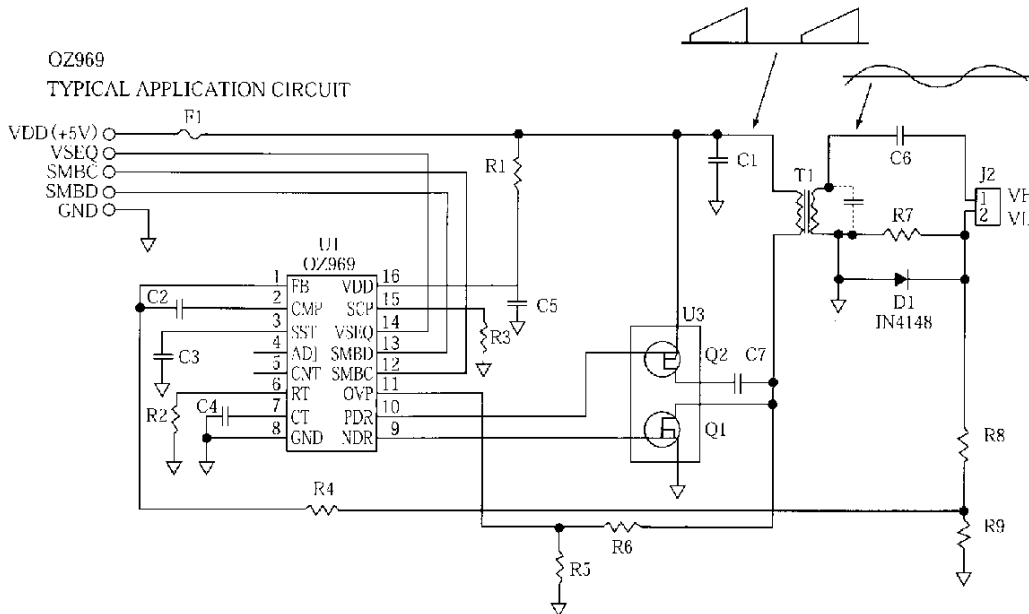 OZ969
TYPICAL APPLICATION CIRCUIT
VDD(+5V)
F1
VSEQ
SMBC
SMBD
GND
R1
C1
T1
C6
J2
1 VH
2 VL
R7
D1
IN4148
U1
OZ969
1 FB VDD 16
2 CMP SCP 15
3 SST VSEQ 14
4 ADJ SMBD 13
5 CNT SMBC 12
6 RT OVP 11
7 CT PDR 10
8 GND NDR 9
C2
C3
R2
C4
C5
R3
U3
Q2
C7
Q1
R4
R8
R9
R6
R5